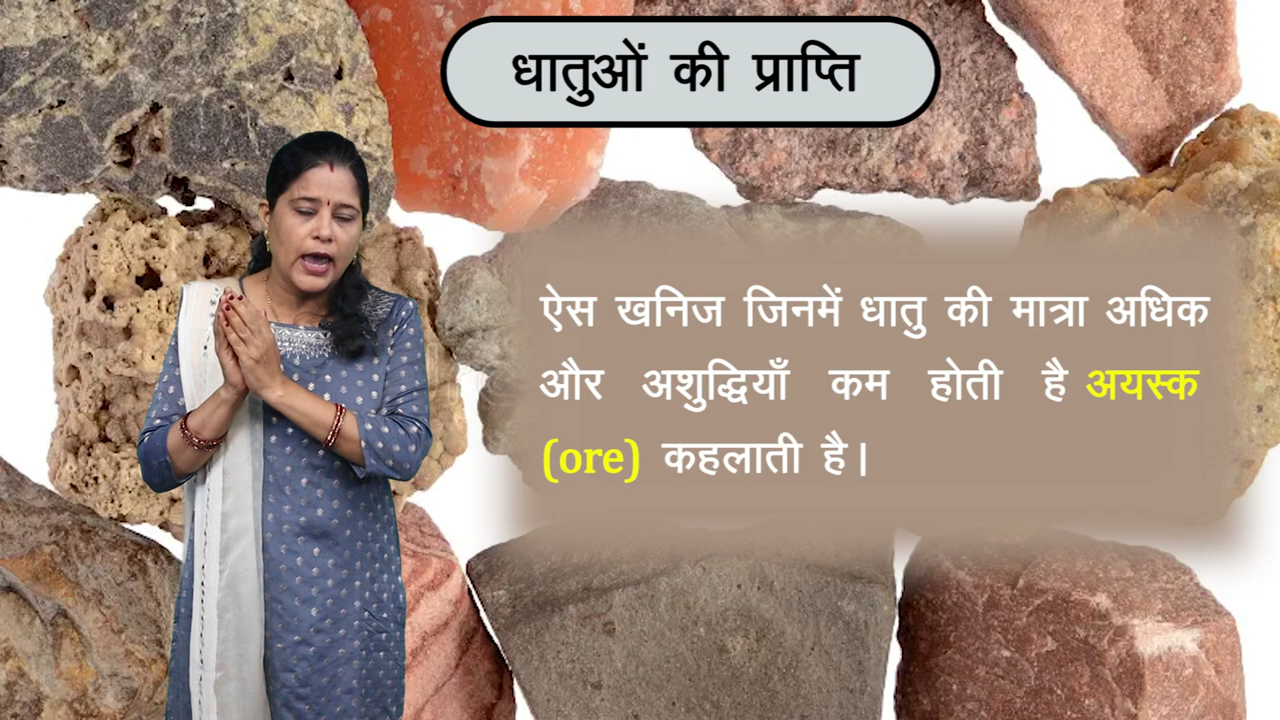 धातुओं की प्राप्ति
ऐस खनिज जिनमें धातु की मात्रा अधिक
और अशुद्धियाँ कम होती है अयस्क
(ore) कहलाती है।